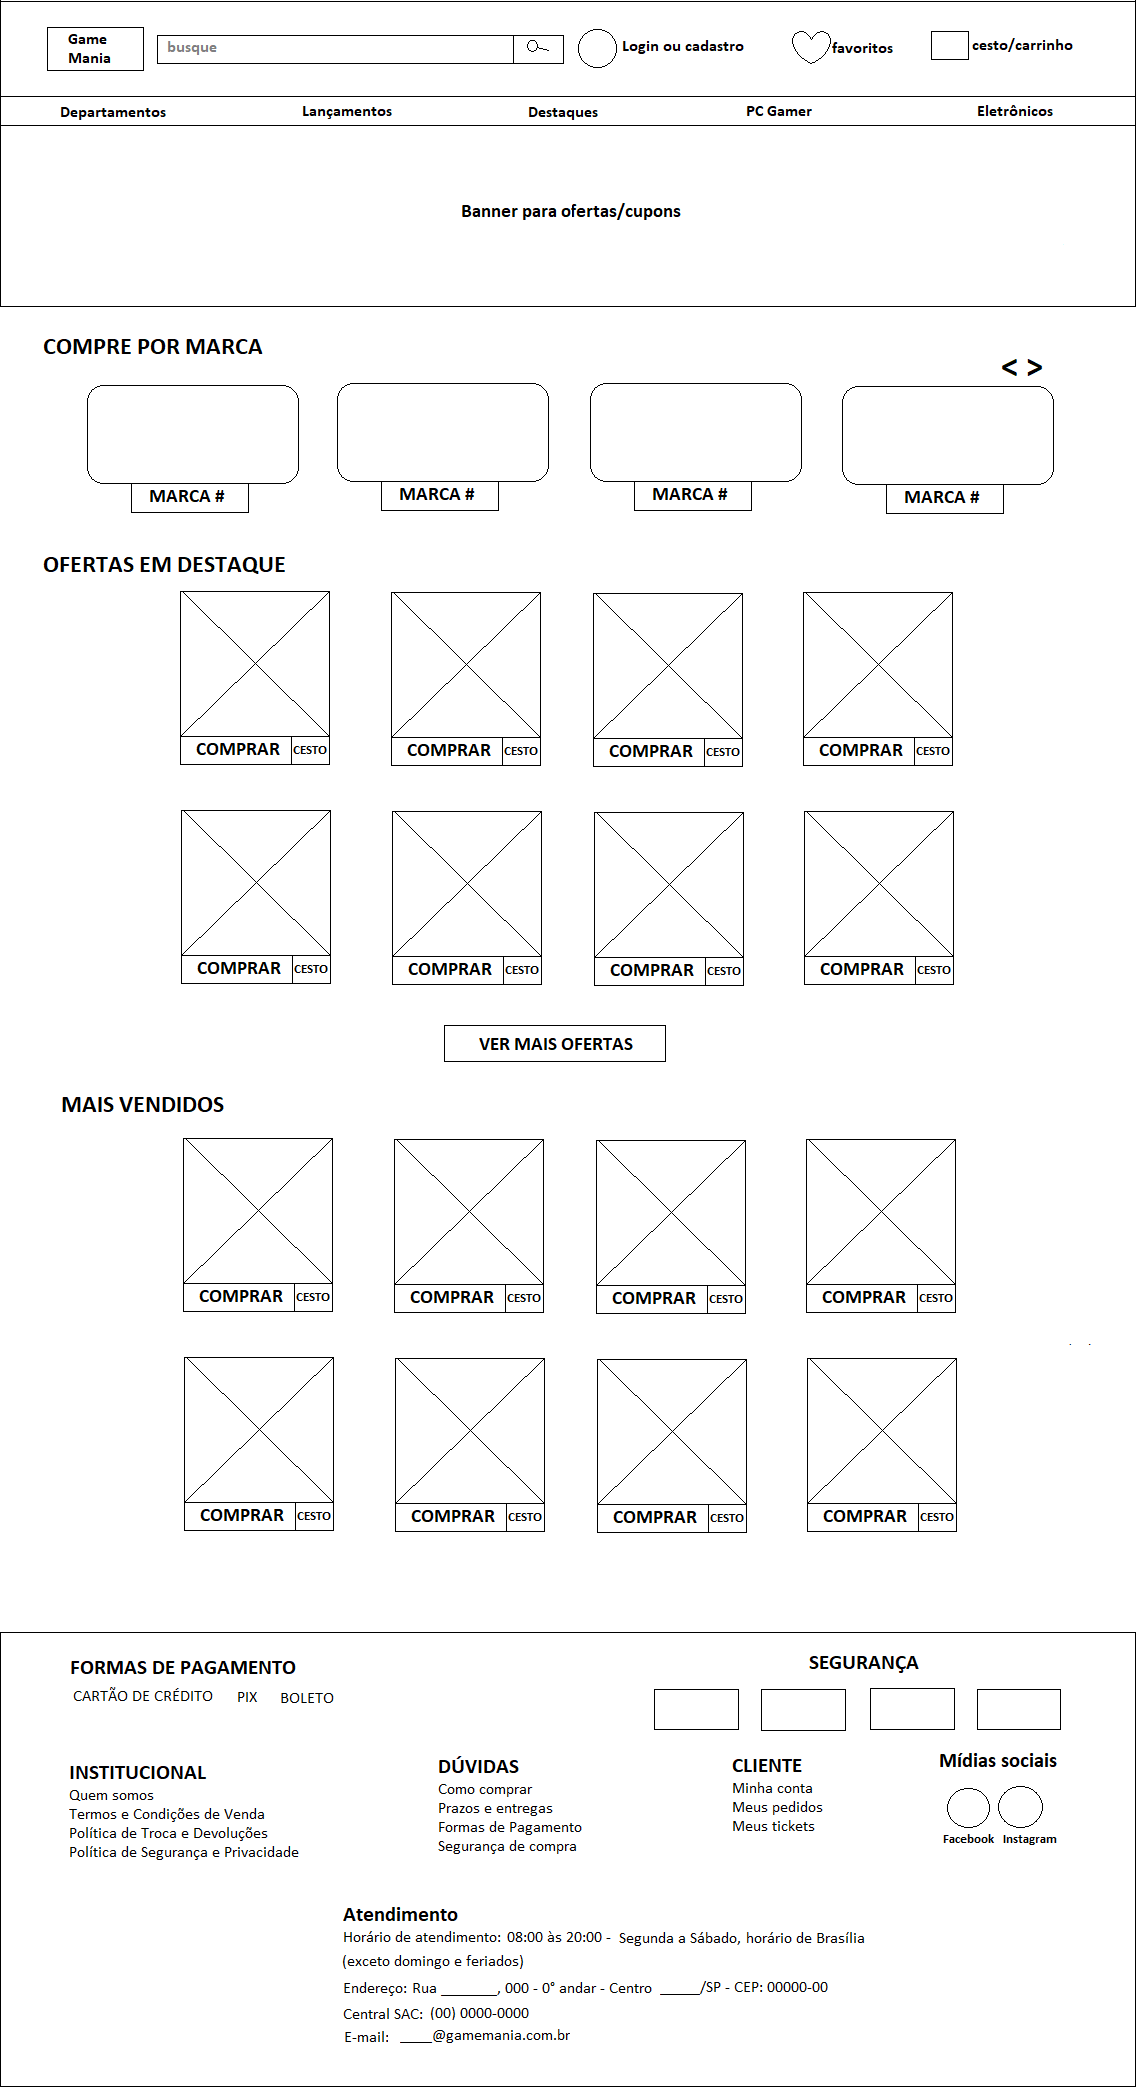 Game
Mania
busque
Login ou cadastro
favoritos
cesto/carrinho
Departamentos
Lançamentos
Destaques
PC Gamer
Eletrônicos
Banner para ofertas/cupons
COMPRE POR MARCA
< >
MARCA #
MARCA #
MARCA #
MARCA #
OFERTAS EM DESTAQUE
COMPRAR CESTO
COMPRAR CESTO
COMPRAR CESTO
COMPRAR CESTO
COMPRAR CESTO
COMPRAR CESTO
COMPRAR CESTO
COMPRAR CESTO
VER MAIS OFERTAS
MAIS VENDIDOS
COMPRAR CESTO
COMPRAR CESTO
COMPRAR CESTO
COMPRAR CESTO
COMPRAR CESTO
COMPRAR CESTO
COMPRAR CESTO
COMPRAR CESTO
FORMAS DE PAGAMENTO
CARTÃO DE CRÉDITO PIX BOLETO
SEGURANÇA
INSTITUCIONAL
Quem somos
Termos e Condições de Venda
Política de Troca e Devoluções
Política de Segurança e Privacidade
DÚVIDAS
Como comprar
Prazos e entregas
Formas de Pagamento
Segurança de compra
CLIENTE
Minha conta
Meus pedidos
Meus tickets
Mídias sociais
Facebook Instagram
Atendimento
Horário de atendimento: 08:00 às 20:00 - Segunda a Sábado, horário de Brasília
(exceto domingo e feriados)
Endereço: Rua _______, 000 - 0° andar - Centro _____/SP - CEP: 00000-00
Central SAC: (00) 0000-0000
E-mail: ____@gamemania.com.br